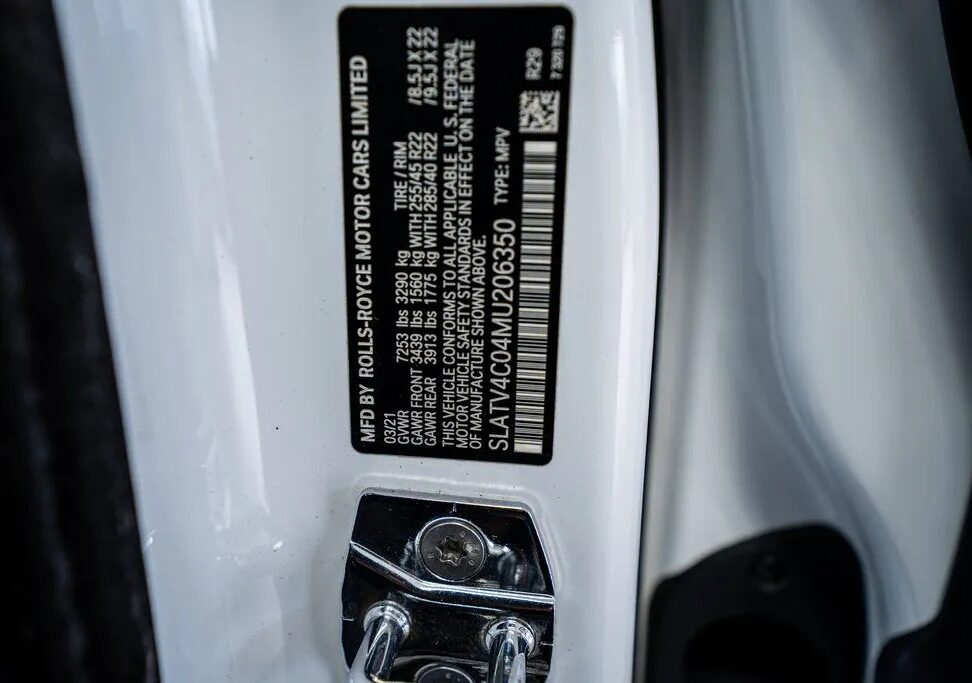 MFD BY ROLLS-ROYCE MOTOR CARS LIMITED
03/21
GVWR 7253 lbs 3290 kg TIRE / RIM
GAWR FRONT 3439 lbs 1560 kg WITH 255/45 R22 /8.5J X 22
GAWR REAR 3913 lbs 1775 kg WITH 285/40 R22 /9.5J X 22
THIS VEHICLE CONFORMS TO ALL APPLICABLE U. S. FEDERAL
MOTOR VEHICLE SAFETY STANDARDS IN EFFECT ON THE DATE
OF MANUFACTURE SHOWN ABOVE.
SLATV4C04MU206350 TYPE: MPV
R29